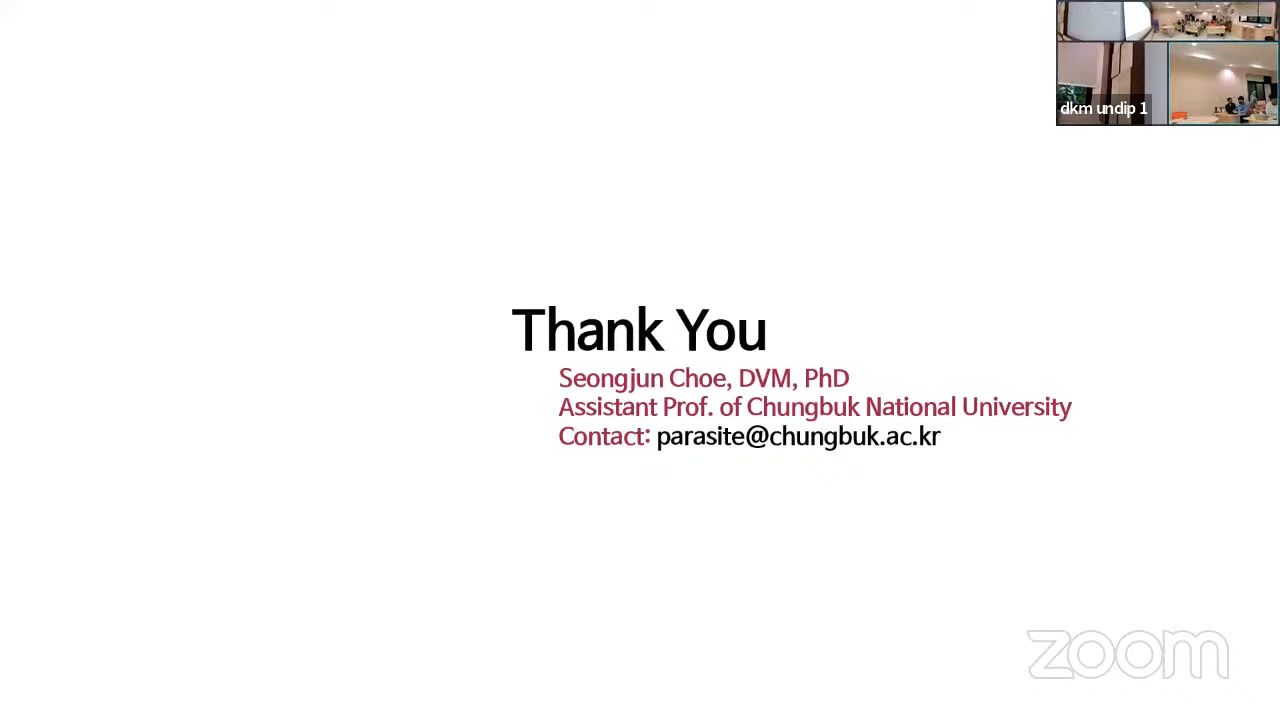 dkm undip 1
Thank You
Seongjun Choe, DVM, PhD
Assistant Prof. of Chungbuk National University
Contact: parasite@chungbuk.ac.kr
zoom